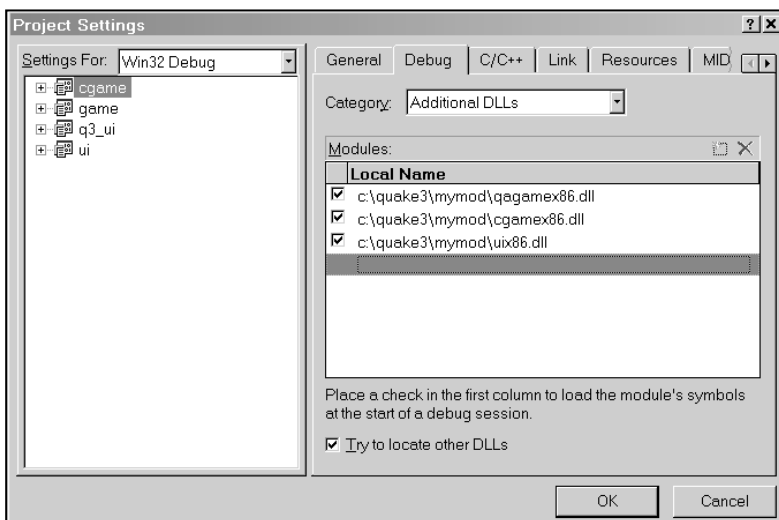 Project Settings
Settings For: Win32 Debug
cgame
game
q3_ui
ui
General Debug C/C++ Link Resources MID
Category: Additional DLLs
Modules:
Local Name
c:\quake3\mymod\qagamex86.dll
c:\quake3\mymod\cgamex86.dll
c:\quake3\mymod\uix86.dll
Place a check in the first column to load the module's symbols
at the start of a debug session.
Try to locate other DLLs
OK Cancel